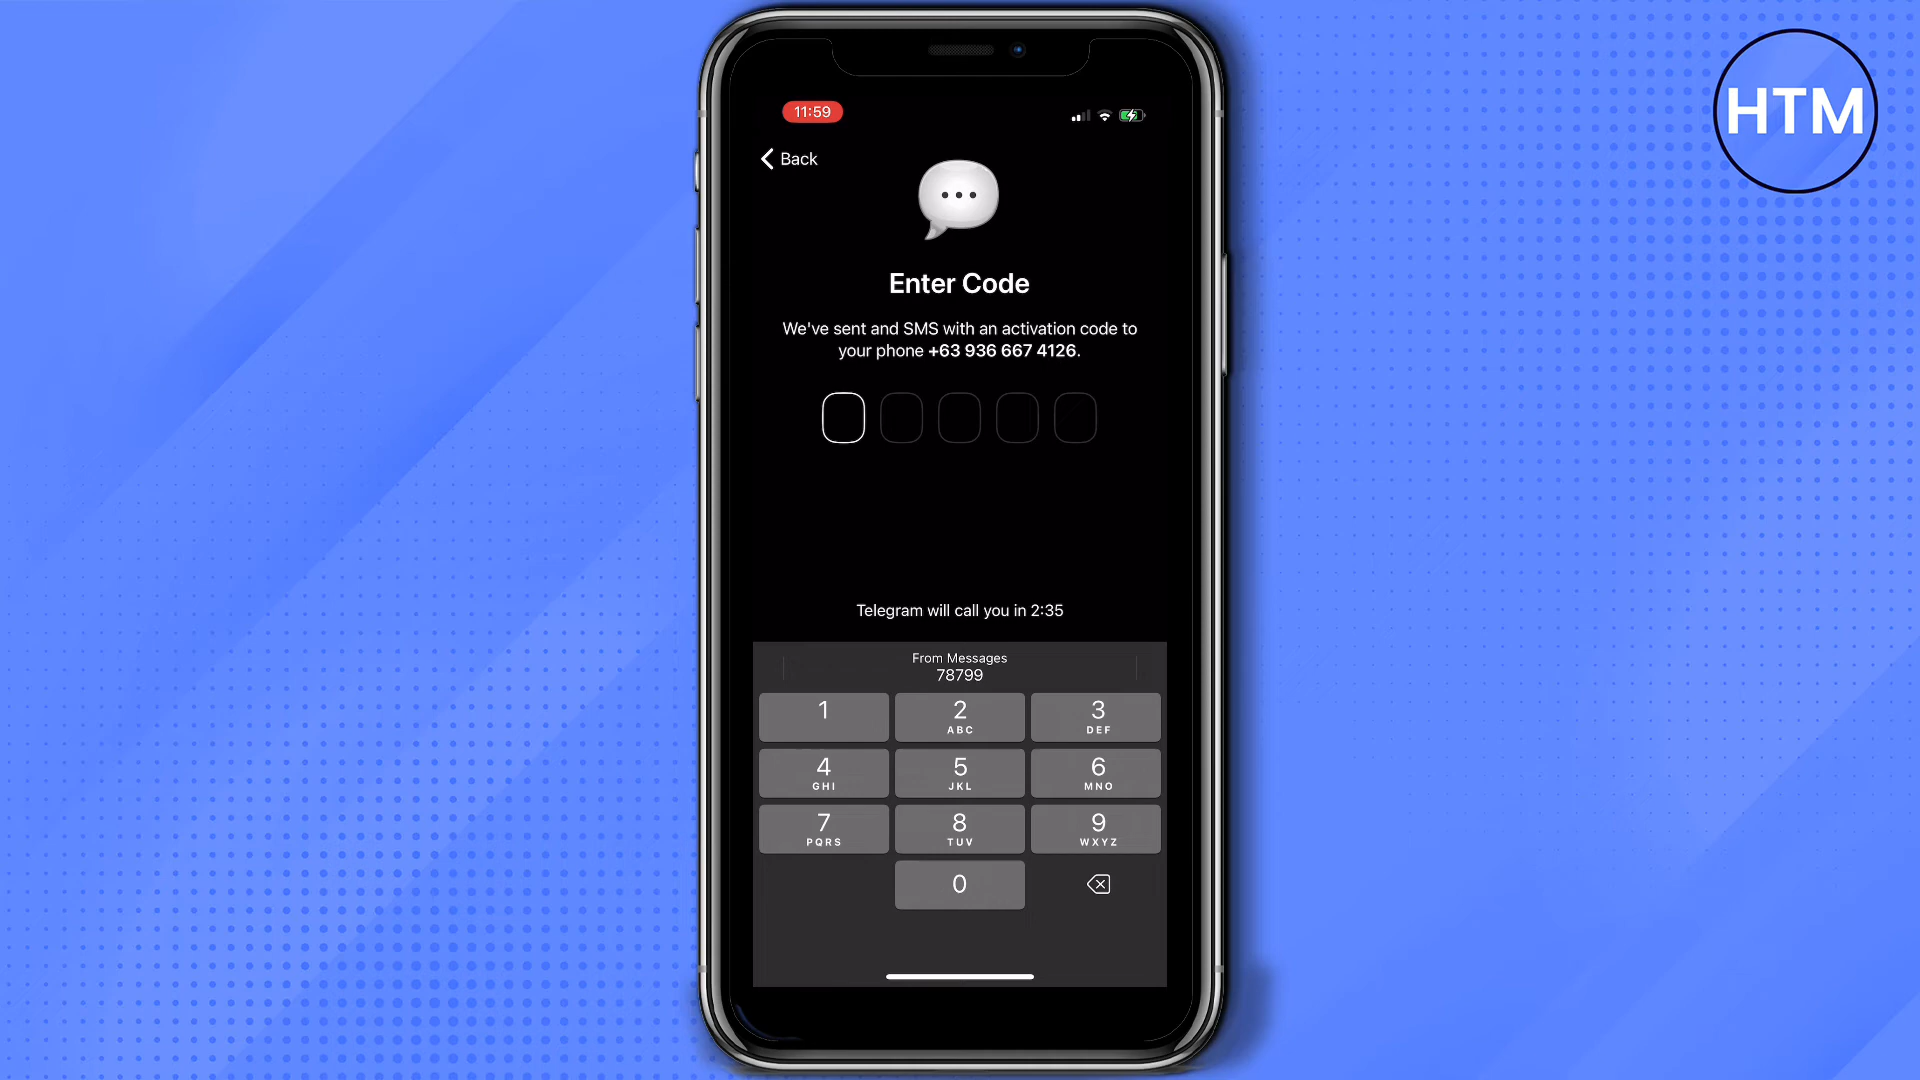 HTM
11:59
Back
Enter Code
We've sent and SMS with an activation code to
your phone +63 936 667 4126.
Telegram will call you in 2:35
From Messages
78799
1
2
ABC
3
DEF
4
GHI
5
JKL
6
MNO
7
PQRS
8
TUV
9
WXYZ
0